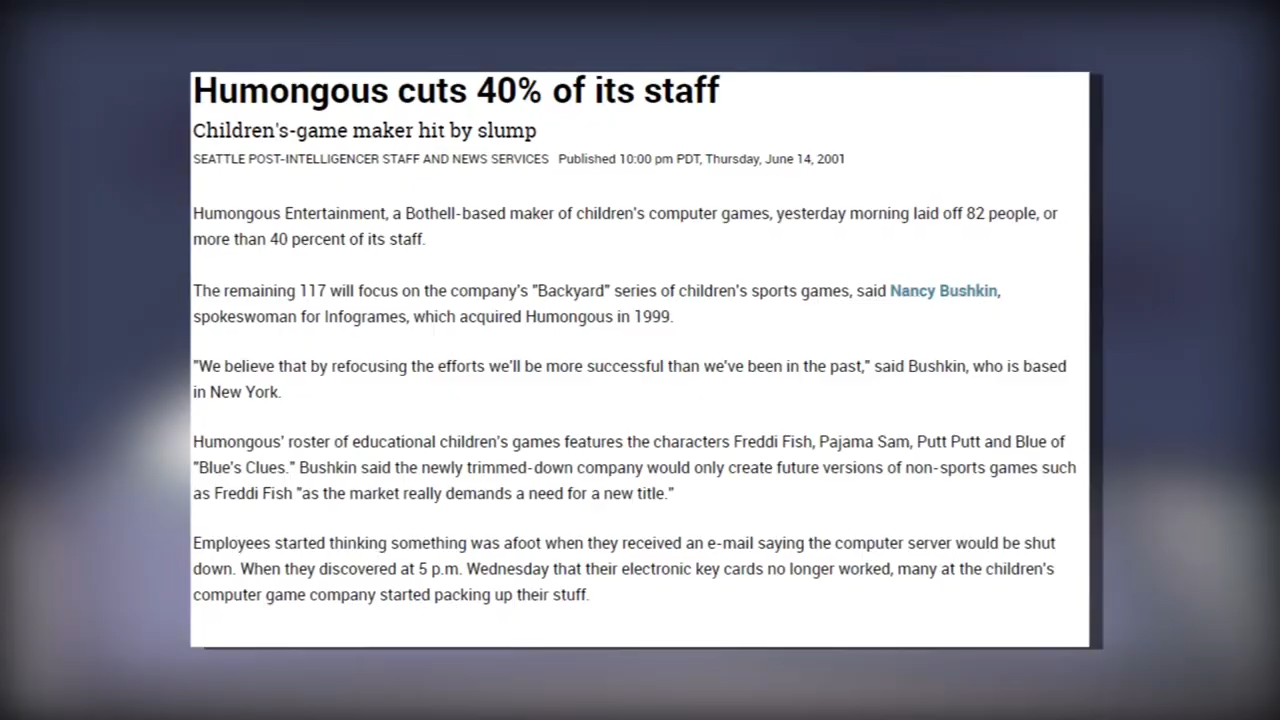 Humongous cuts 40% of its staff
Children's-game maker hit by slump
SEATTLE POST-INTELLIGENCER STAFF AND NEWS SERVICES Published 10:00 pm PDT, Thursday, June 14, 2001
Humongous Entertainment, a Bothell-based maker of children's computer games, yesterday morning laid off 82 people, or
more than 40 percent of its staff.
The remaining 117 will focus on the company's "Backyard" series of children's sports games, said Nancy Bushkin,
spokeswoman for Infogrames, which acquired Humongous in 1999.
"We believe that by refocusing the efforts we'll be more successful than we've been in the past," said Bushkin, who is based
in New York.
Humongous' roster of educational children's games features the characters Freddi Fish, Pajama Sam, Putt Putt and Blue of
"Blue's Clues." Bushkin said the newly trimmed-down company would only create future versions of non-sports games such
as Freddi Fish "as the market really demands a need for a new title."
Employees started thinking something was afoot when they received an e-mail saying the computer server would be shut
down. When they discovered at 5 p.m. Wednesday that their electronic key cards no longer worked, many at the children's
computer game company started packing up their stuff.